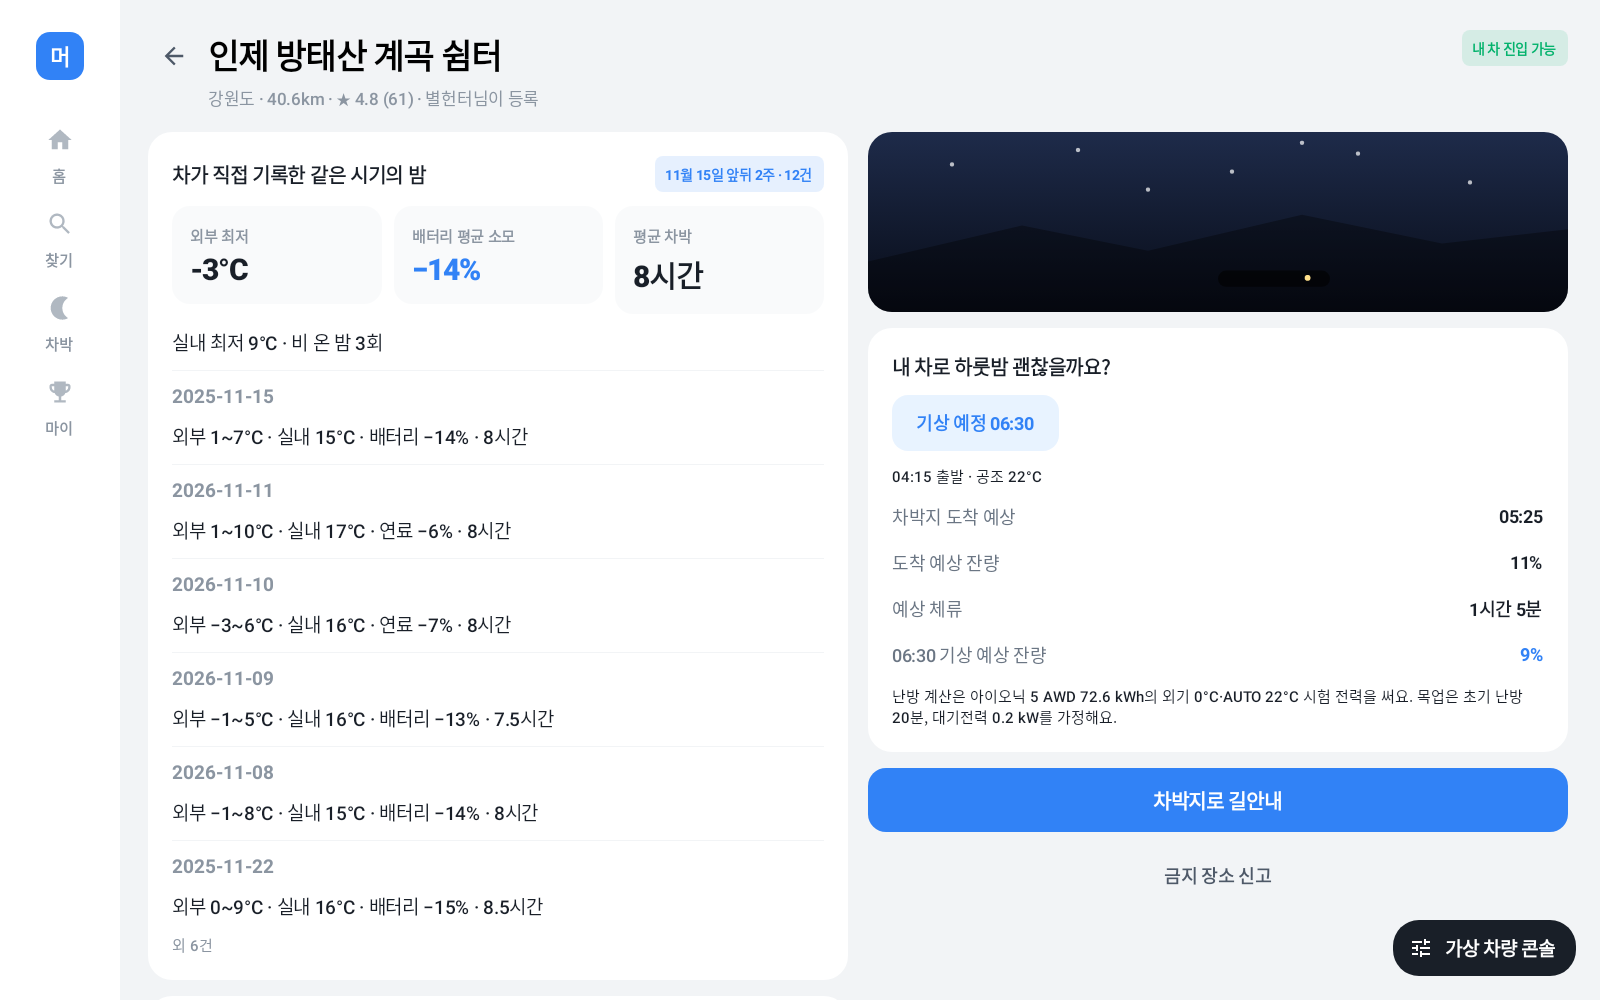 머
홈
찾기
차박
마이
인제 방태산 계곡 쉼터
강원도 · 40.6km · ★ 4.8 (61) · 별헌터님이 등록
내 차 진입 가능
차가 직접 기록한 같은 시기의 밤
11월 15일 앞뒤 2주 · 12건
외부 최저
-3°C
배터리 평균 소모
−14%
평균 차박
8시간
실내 최저 9°C · 비 온 밤 3회
2025-11-15
외부 1~7°C · 실내 15°C · 배터리 −14% · 8시간
2026-11-11
외부 1~10°C · 실내 17°C · 연료 −6% · 8시간
2026-11-10
외부 −3~6°C · 실내 16°C · 연료 −7% · 8시간
2026-11-09
외부 −1~5°C · 실내 16°C · 배터리 −13% · 7.5시간
2026-11-08
외부 −1~8°C · 실내 15°C · 배터리 −14% · 8시간
2025-11-22
외부 0~9°C · 실내 16°C · 배터리 −15% · 8.5시간
외 6건
내 차로 하룻밤 괜찮을까요?
기상 예정 06:30
04:15 출발 · 공조 22°C
차박지 도착 예상 05:25
도착 예상 잔량 11%
예상 체류 1시간 5분
06:30 기상 예상 잔량 9%
난방 계산은 아이오닉 5 AWD 72.6 kWh의 외기 0°C·AUTO 22°C 시험 전력을 써요. 목업은 초기 난방
20분, 대기전력 0.2 kW를 가정해요.
차박지로 길안내
금지 장소 신고
가상 차량 콘솔